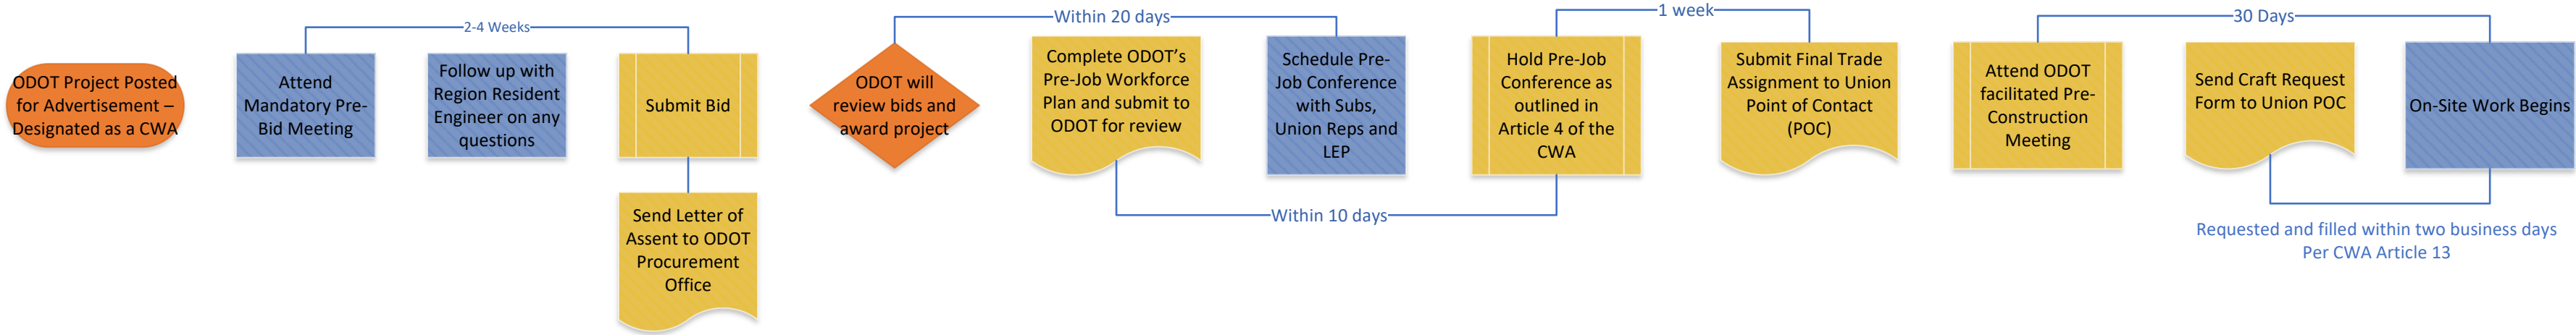 ODOT Project Posted
for Advertisement –
Designated as a CWA
2-4 Weeks
Attend
Mandatory Pre-
Bid Meeting
Follow up with
Region Resident
Engineer on any
questions
Submit Bid
Send Letter of
Assent to ODOT
Procurement
Office
Within 20 days
ODOT will
review bids and
award project
Complete ODOT’s
Pre-Job Workforce
Plan and submit to
ODOT for review
Schedule Pre-
Job Conference
with Subs,
Union Reps and
LEP
Within 10 days
1 week
Hold Pre-Job
Conference as
outlined in
Article 4 of the
CWA
Submit Final Trade
Assignment to Union
Point of Contact
(POC)
30 Days
Attend ODOT
facilitated Pre-
Construction
Meeting
Send Craft Request
Form to Union POC
On-Site Work Begins
Requested and filled within two business days
Per CWA Article 13